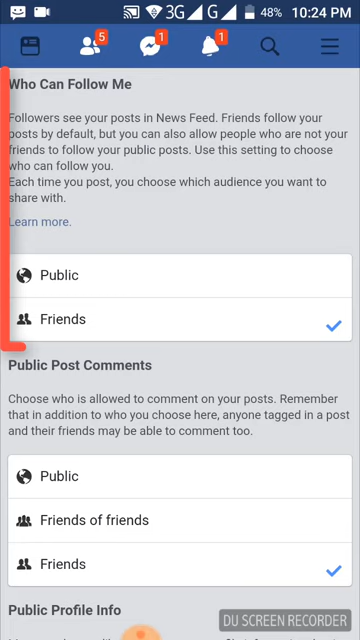 3G G 48% 10:24 PM
5 1 1
Who Can Follow Me
Followers see your posts in News Feed. Friends follow your
posts by default, but you can also allow people who are not your
friends to follow your public posts. Use this setting to choose
who can follow you.
Each time you post, you choose which audience you want to
share with.
Learn more.
Public
Friends
Public Post Comments
Choose who is allowed to comment on your posts. Remember
that in addition to who you choose here, anyone tagged in a post
and their friends may be able to comment too.
Public
Friends of friends
Friends
Public Profile Info
DU SCREEN RECORDER